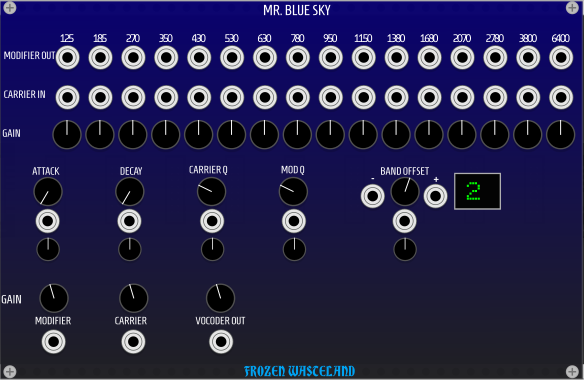 MR. BLUE SKY
125 185 270 350 430 530 630 780 950 1150 1380 1680 2070 2780 3800 6400
MODIFIER OUT
CARRIER IN
GAIN
ATTACK DECAY CARRIER Q MOD Q BAND OFFSET
- +
2
GAIN
MODIFIER CARRIER VOCODER OUT
FROZEN WASTELAND